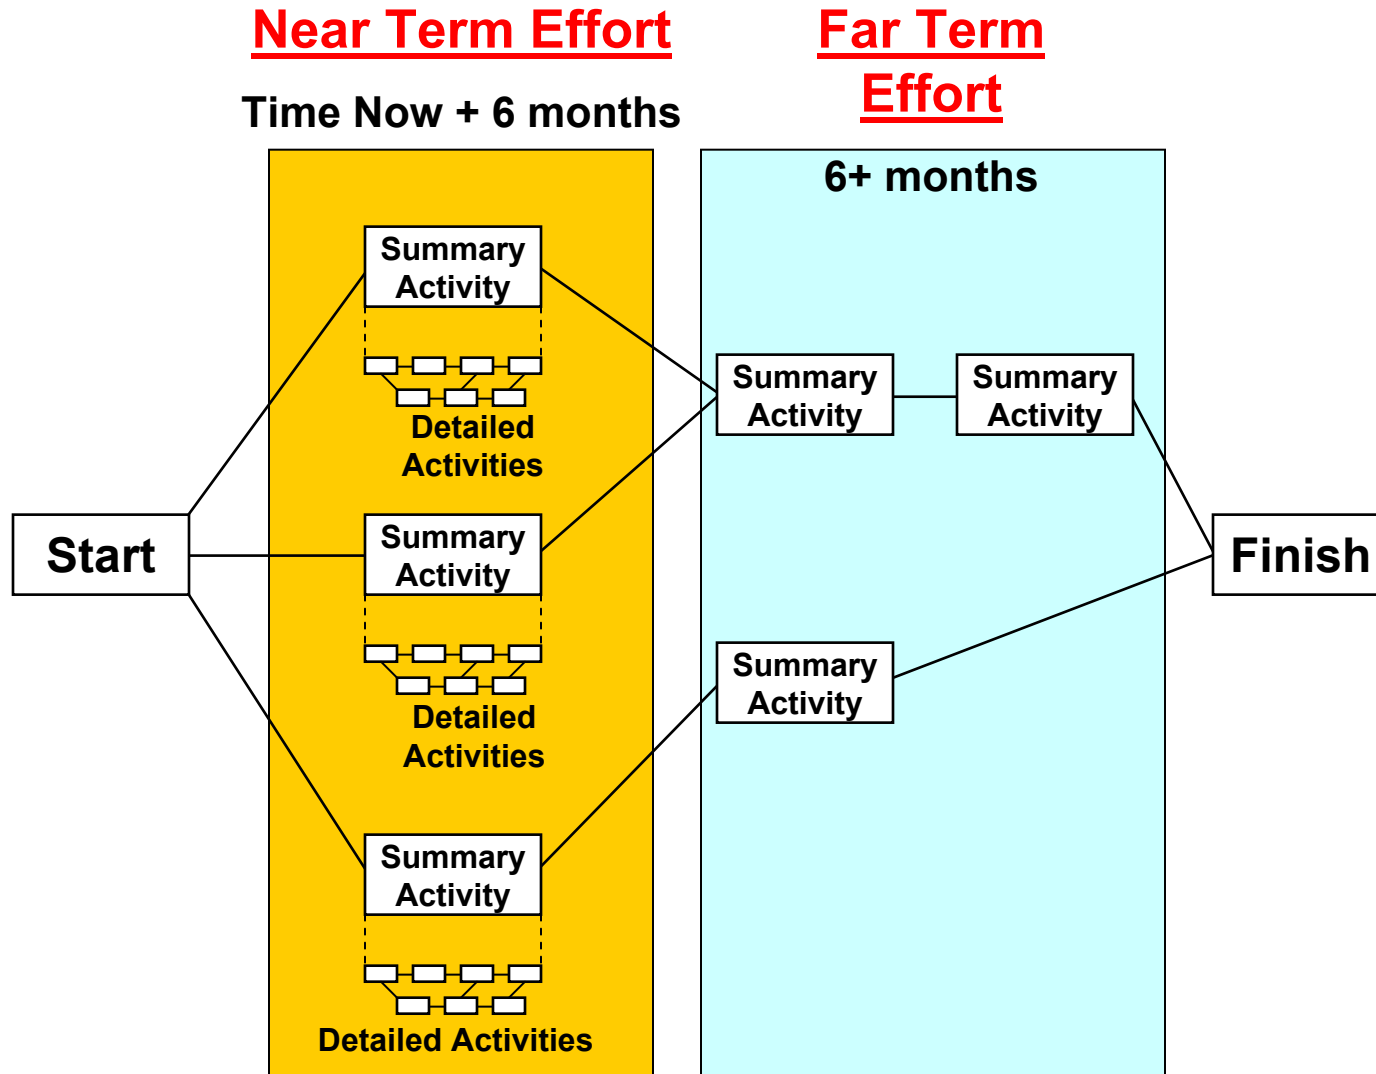 Near Term Effort
Far Term
Effort
Time Now + 6 months
6+ months
Summary
Activity
Detailed
Activities
Summary
Activity
Summary
Activity
Start
Summary
Activity
Detailed
Activities
Finish
Summary
Activity
Summary
Activity
Detailed Activities